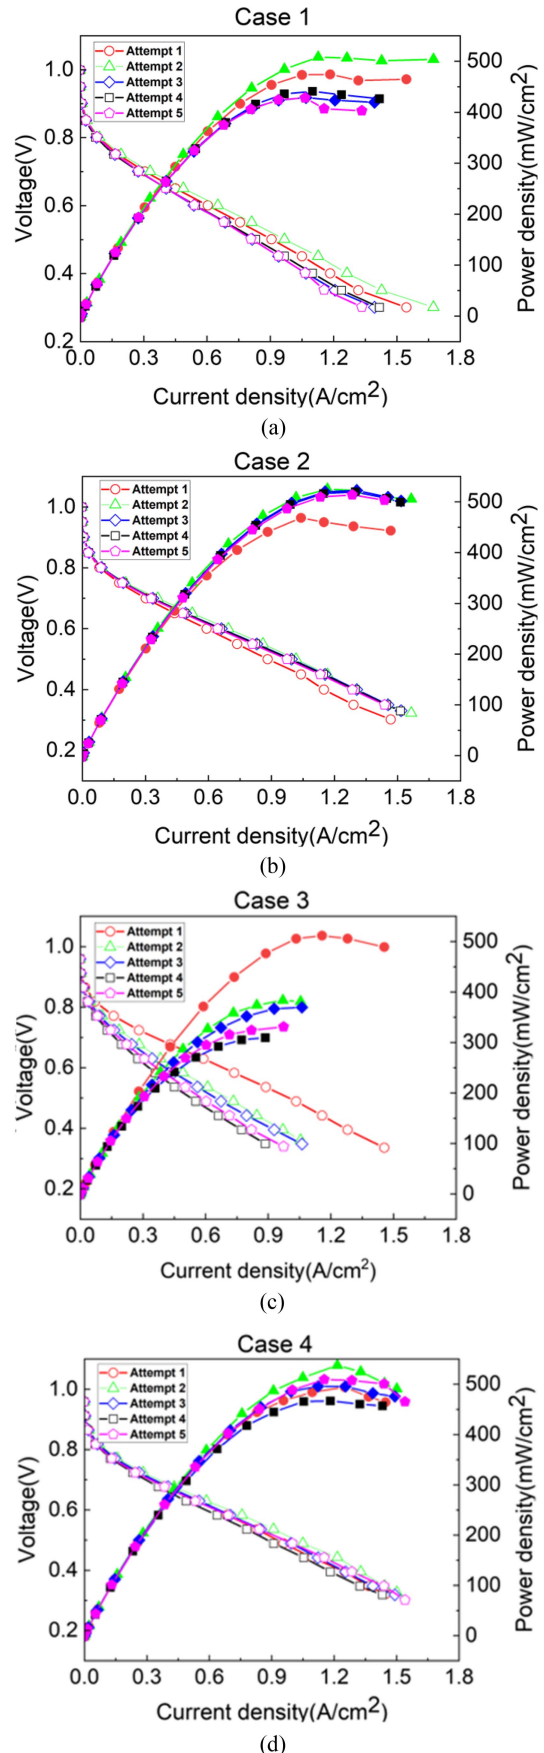 Case 1
Attempt 1
Attempt 2
Attempt 3
Attempt 4
Attempt 5
Voltage(V)
1.0
0.8
0.6
0.4
0.2
Power density(mW/cm²)
500
400
300
200
100
0
0.0 0.3 0.6 0.9 1.2 1.5 1.8
Current density(A/cm²)
(a)
Case 2
Attempt 1
Attempt 2
Attempt 3
Attempt 4
Attempt 5
Voltage(V)
1.0
0.8
0.6
0.4
0.2
Power density(mW/cm²)
500
400
300
200
100
0
0.0 0.3 0.6 0.9 1.2 1.5 1.8
Current density(A/cm²)
(b)
Case 3
Attempt 1
Attempt 2
Attempt 3
Attempt 4
Attempt 5
Voltage(V)
1.0
0.8
0.6
0.4
0.2
Power density(mW/cm²)
500
400
300
200
100
0
0.0 0.3 0.6 0.9 1.2 1.5 1.8
Current density(A/cm²)
(c)
Case 4
Attempt 1
Attempt 2
Attempt 3
Attempt 4
Attempt 5
Voltage(V)
1.0
0.8
0.6
0.4
0.2
Power density(mW/cm²)
500
400
300
200
100
0
0.0 0.3 0.6 0.9 1.2 1.5 1.8
Current density(A/cm²)
(d)